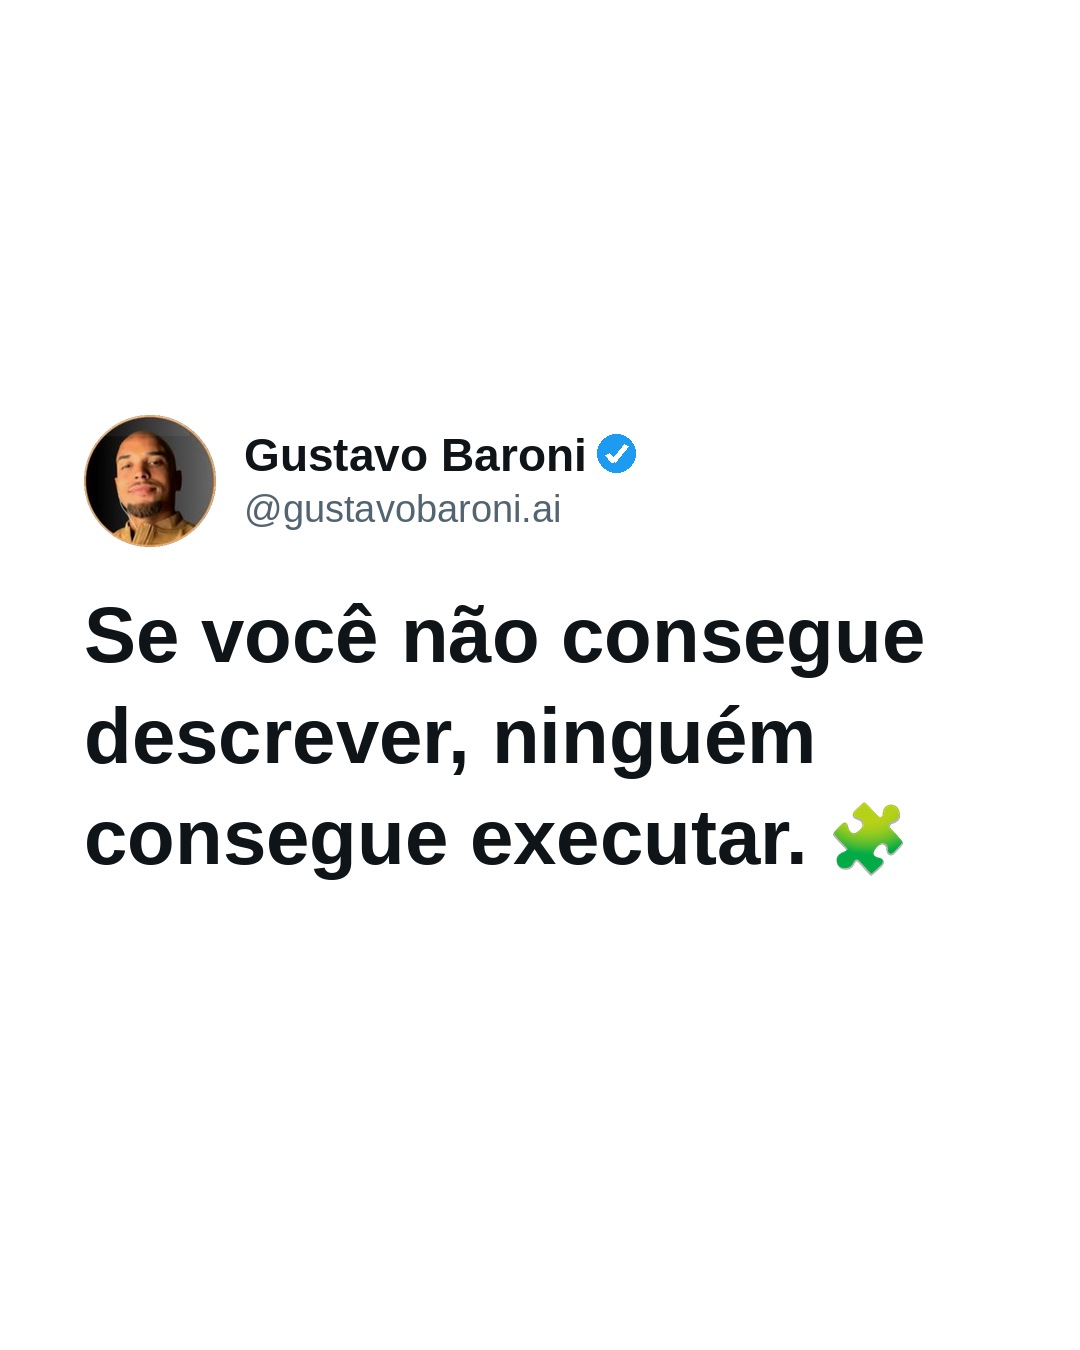 Gustavo Baroni
@gustavobaroni.ai
Se você não consegue
descrever, ninguém
consegue executar. 🧩